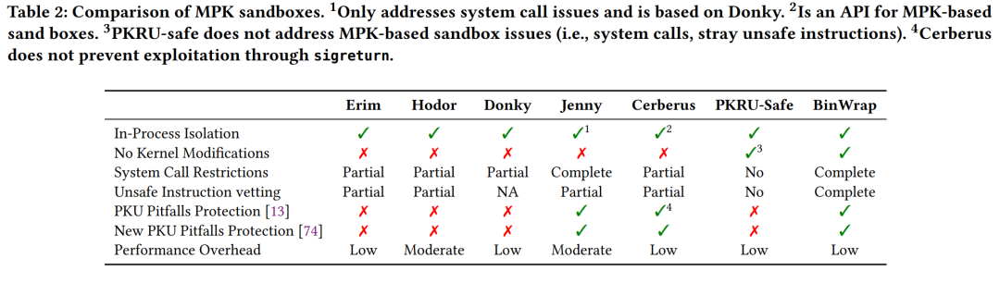 Table 2: Comparison of MPK sandboxes. ¹Only addresses system call issues and is based on Donky. ²Is an API for MPK-based
sand boxes. ³PKRU-safe does not address MPK-based sandbox issues (i.e., system calls, stray unsafe instructions). ⁴Cerberus
does not prevent exploitation through sigreturn.
Erim Hodor Donky Jenny Cerberus PKRU-Safe BinWrap
In-Process Isolation ✓ ✓ ✓ ✓¹ ✓² ✓ ✓
No Kernel Modifications ✗ ✗ ✗ ✗ ✗ ✓³ ✓
System Call Restrictions Partial Partial Partial Complete Partial No Complete
Unsafe Instruction vetting Partial Partial NA Partial Partial No Complete
PKU Pitfalls Protection [13] ✗ ✗ ✗ ✓ ✓⁴ ✗ ✓
New PKU Pitfalls Protection [74] ✗ ✗ ✗ ✓ ✓ ✗ ✓
Performance Overhead Low Moderate Low Moderate Low Low Low